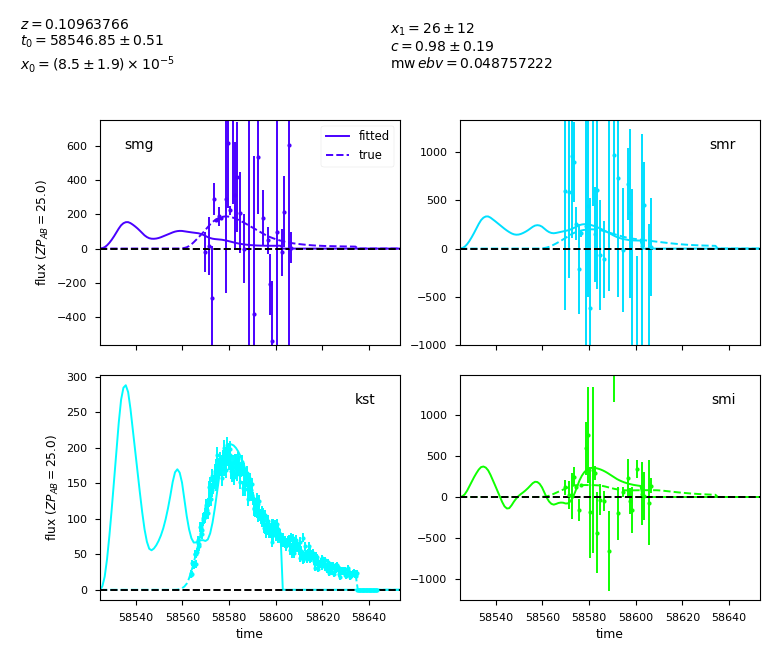 z = 0.10963766
t₀ = 58546.85 ± 0.51
x₀ = (8.5 ± 1.9) × 10⁻⁵
x₁ = 26 ± 12
c = 0.98 ± 0.19
mw ebv = 0.048757222
smg
fitted
true
600
400
200
0
−200
−400
flux (ZP_AB = 25.0)
smr
1000
500
0
−500
−1000
kst
300
250
200
150
100
50
0
flux (ZP_AB = 25.0)
58540 58560 58580 58600 58620 58640
time
smi
1000
500
0
−500
−1000
58540 58560 58580 58600 58620 58640
time